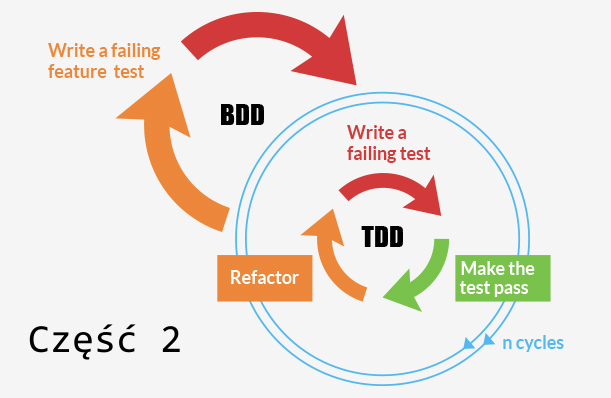 Write a failing
feature test
BDD
Write a
failing test
TDD
Refactor
Make the
test pass
Część 2
n cycles